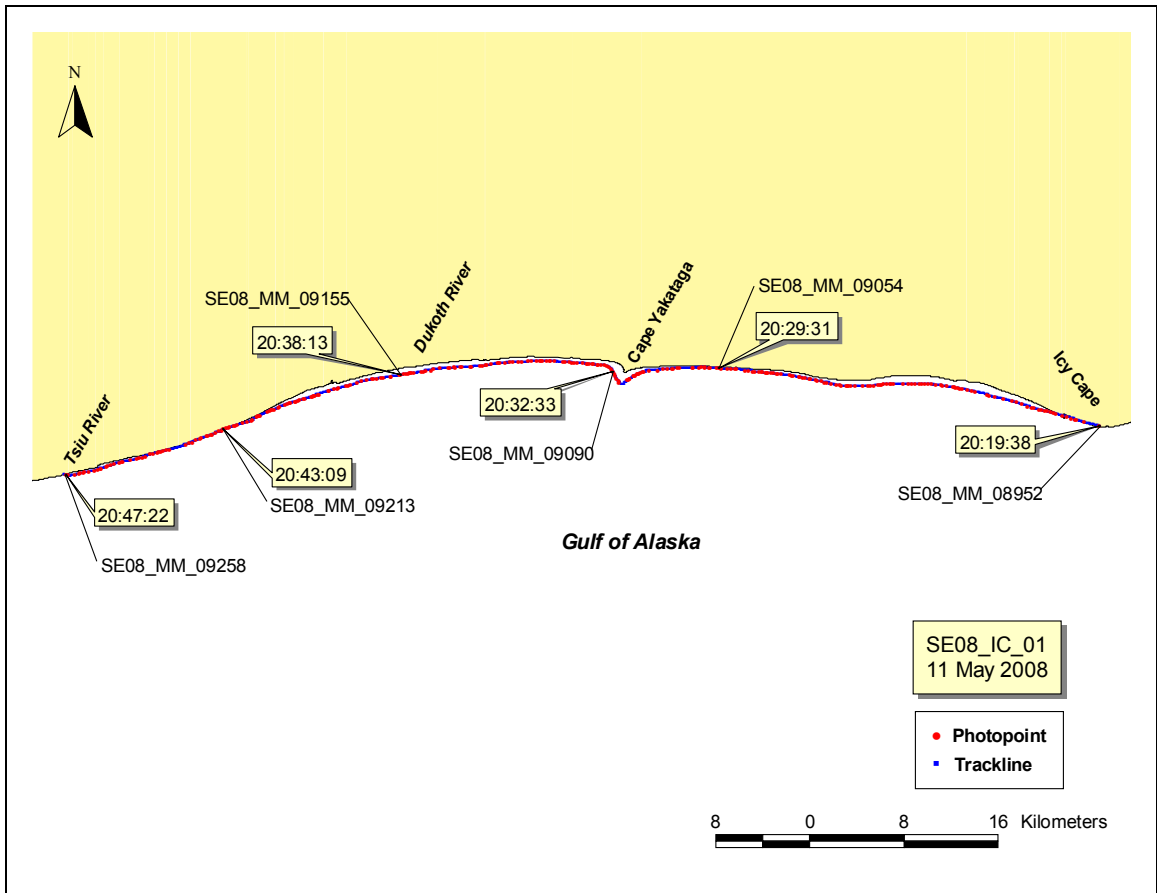 N
SE08_MM_09155
Dukoth River
Cape Yakataga
SE08_MM_09054
20:38:13
20:29:31
Icy Cape
Tsiu River
20:32:33
20:19:38
SE08_MM_09090
20:43:09
SE08_MM_08952
SE08_MM_09213
20:47:22
Gulf of Alaska
SE08_MM_09258
SE08_IC_01
11 May 2008
Photopoint
Trackline
8 0 8 16 Kilometers